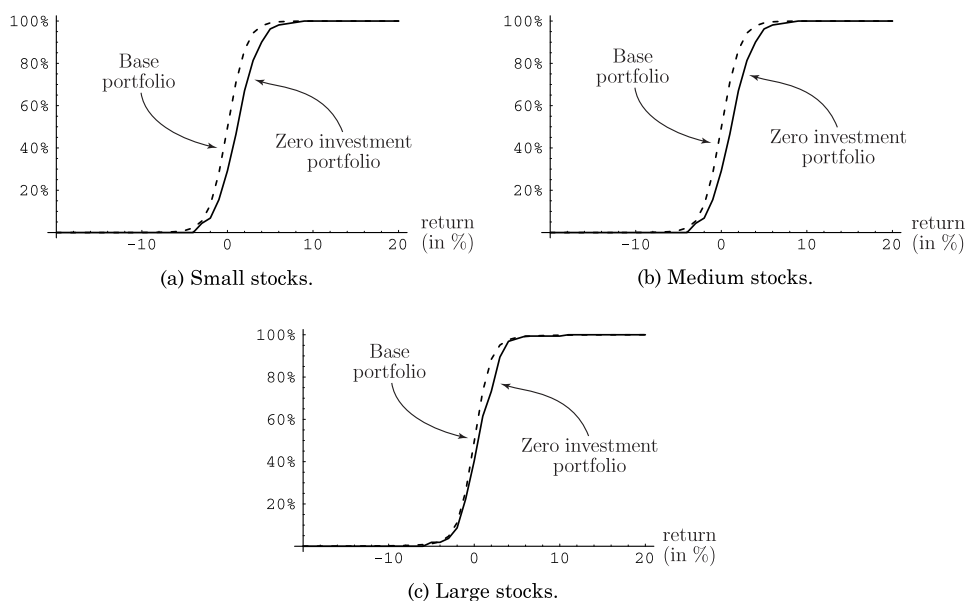 100%
80%
60%
40%
20%
Base
portfolio
Zero investment
portfolio
-10 0 10 20
return
(in %)
(a) Small stocks.
100%
80%
60%
40%
20%
Base
portfolio
Zero investment
portfolio
-10 0 10 20
return
(in %)
(b) Medium stocks.
100%
80%
60%
40%
20%
Base
portfolio
Zero investment
portfolio
-10 0 10 20
return
(in %)
(c) Large stocks.